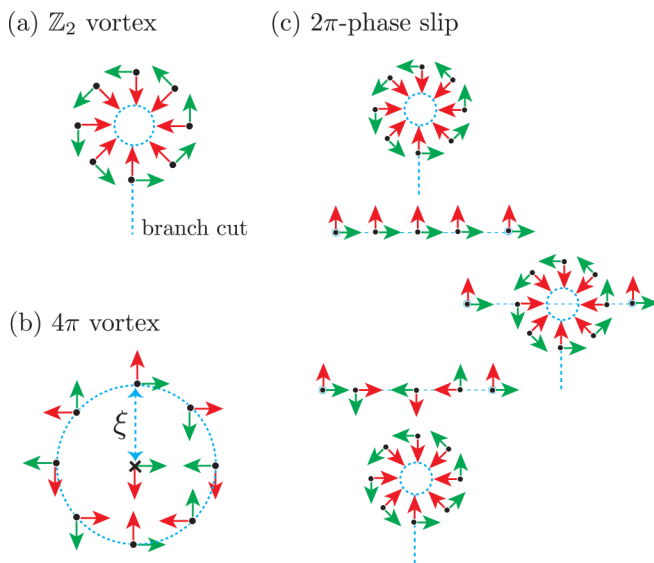 (a) ℤ₂ vortex
branch cut
(b) 4π vortex
ξ
(c) 2π-phase slip